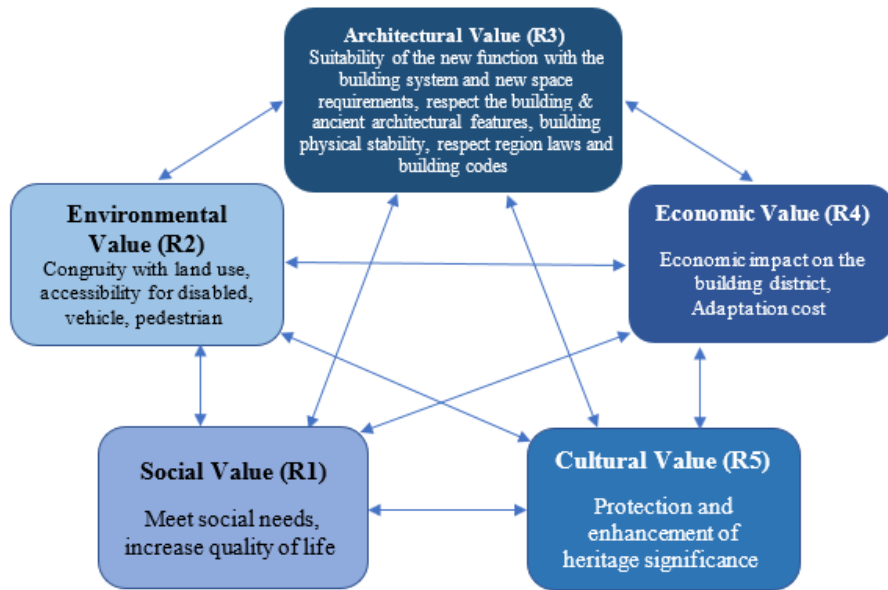 Architectural Value (R3)
Suitability of the new function with the
building system and new space
requirements, respect the building &
ancient architectural features, building
physical stability, respect region laws and
building codes
Environmental
Value (R2)
Congruity with land use,
accessibility for disabled,
vehicle, pedestrian
Economic Value (R4)
Economic impact on the
building district,
Adaptation cost
Social Value (R1)
Meet social needs,
increase quality of life
Cultural Value (R5)
Protection and
enhancement of
heritage significance